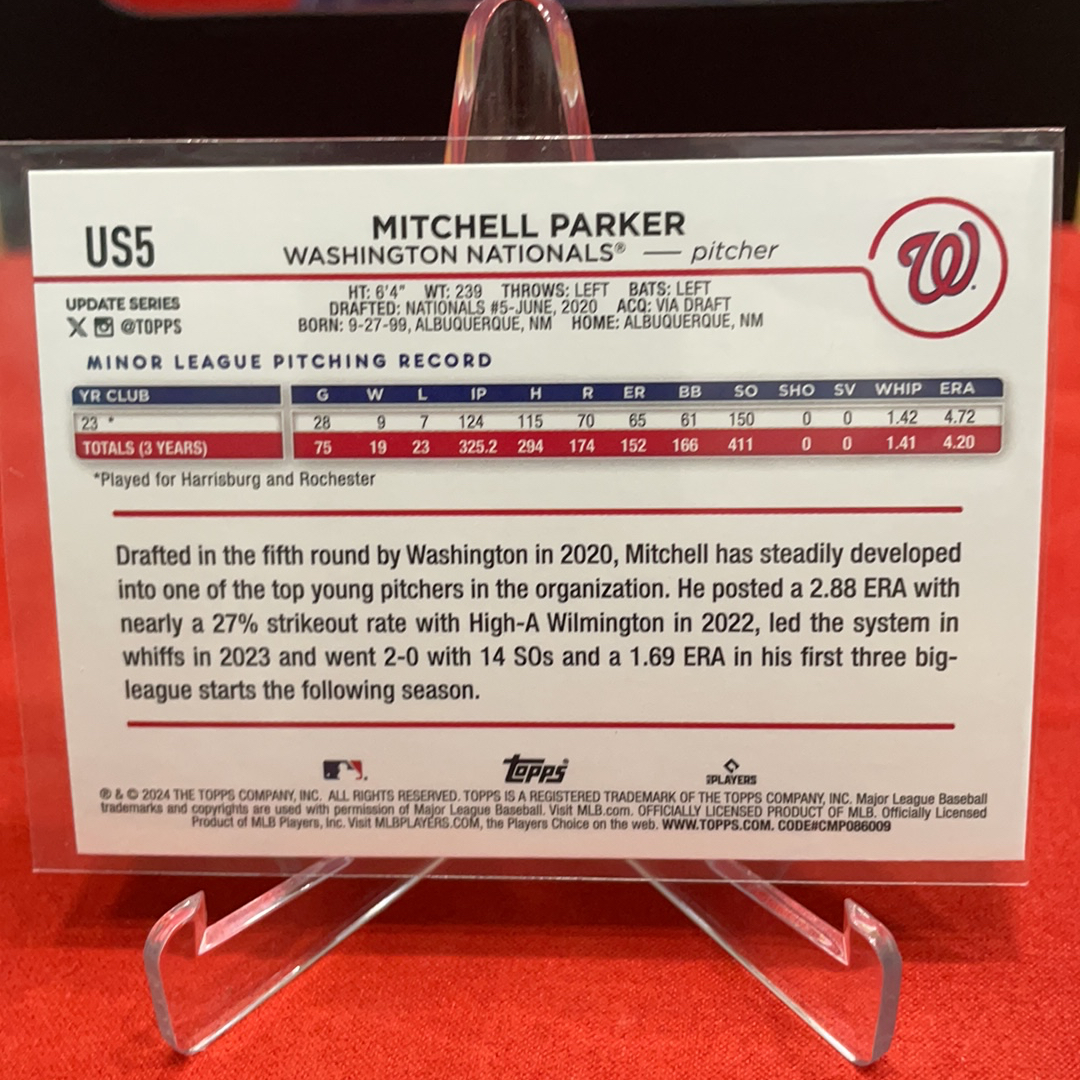 US5
MITCHELL PARKER
WASHINGTON NATIONALS® — pitcher
W
UPDATE SERIES
X @TOPPS
HT: 6'4" WT: 239 THROWS: LEFT BATS: LEFT
DRAFTED: NATIONALS #5-JUNE, 2020 ACQ: VIA DRAFT
BORN: 9-27-99, ALBUQUERQUE, NM HOME: ALBUQUERQUE, NM
MINOR LEAGUE PITCHING RECORD
YR CLUB G W L IP H R ER BB SO SHO SV WHIP ERA
23 * 28 9 7 124 115 70 65 61 150 0 0 1.42 4.72
TOTALS (3 YEARS) 75 19 23 325.2 294 174 152 166 411 0 0 1.41 4.20
*Played for Harrisburg and Rochester
Drafted in the fifth round by Washington in 2020, Mitchell has steadily developed
into one of the top young pitchers in the organization. He posted a 2.88 ERA with
nearly a 27% strikeout rate with High-A Wilmington in 2022, led the system in
whiffs in 2023 and went 2-0 with 14 SOs and a 1.69 ERA in his first three big-
league starts the following season.
topps PLAYERS
® & © 2024 THE TOPPS COMPANY, INC. ALL RIGHTS RESERVED. TOPPS IS A REGISTERED TRADEMARK OF THE TOPPS COMPANY, INC. Major League Baseball
trademarks and copyrights are used with permission of Major League Baseball. Visit MLB.com. OFFICIALLY LICENSED PRODUCT OF MLB. Officially Licensed
Product of MLB Players, Inc. Visit MLBPLAYERS.COM, the Players Choice on the web. WWW.TOPPS.COM. CODE#CMP086009